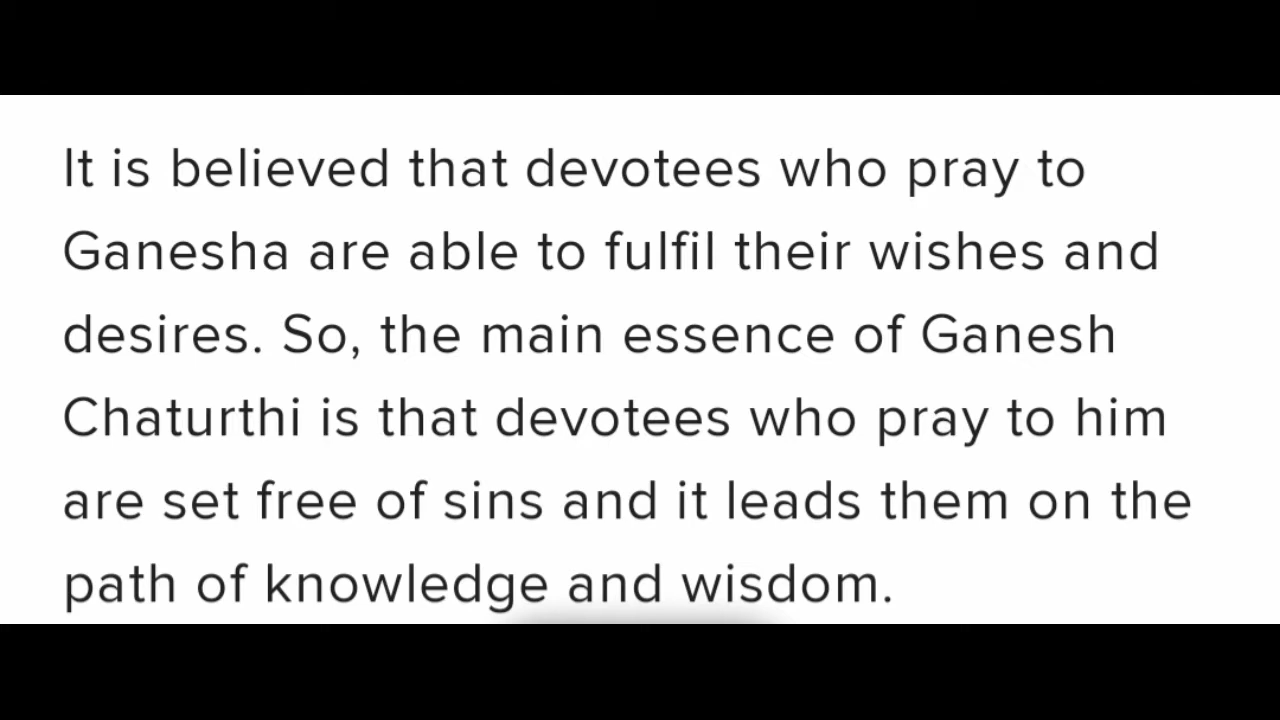 It is believed that devotees who pray to
Ganesha are able to fulfil their wishes and
desires. So, the main essence of Ganesh
Chaturthi is that devotees who pray to him
are set free of sins and it leads them on the
path of knowledge and wisdom.